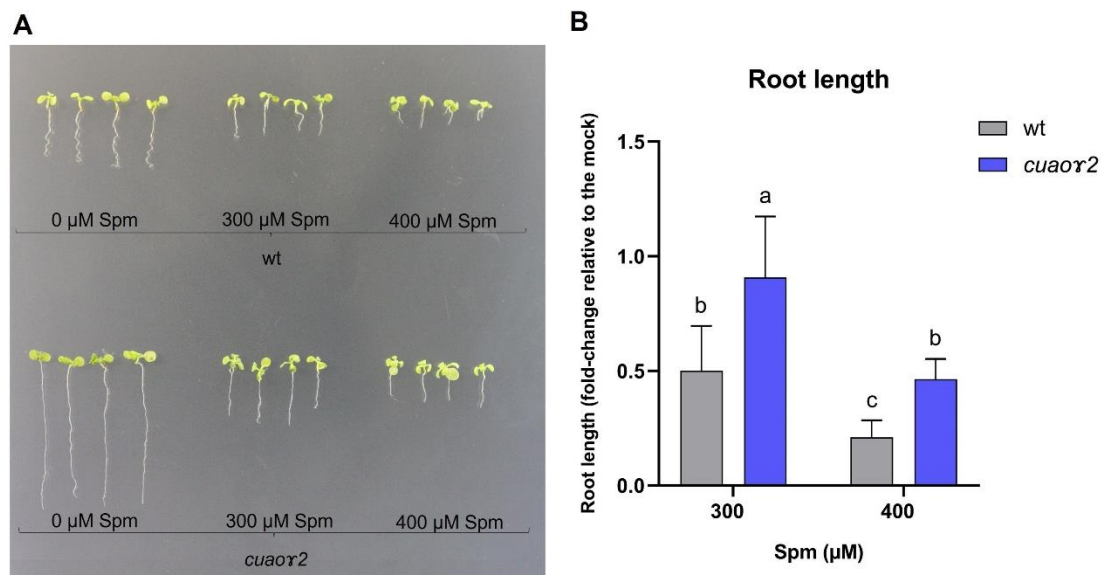 A
0 µM Spm
300 µM Spm
400 µM Spm
wt
0 µM Spm
300 µM Spm
400 µM Spm
cuaoɤ2
B
Root length
wt
cuaoɤ2
Root length (fold-change relative to the mock)
1.5
1.0
0.5
0.0
b
a
c
b
300
400
Spm (µM)